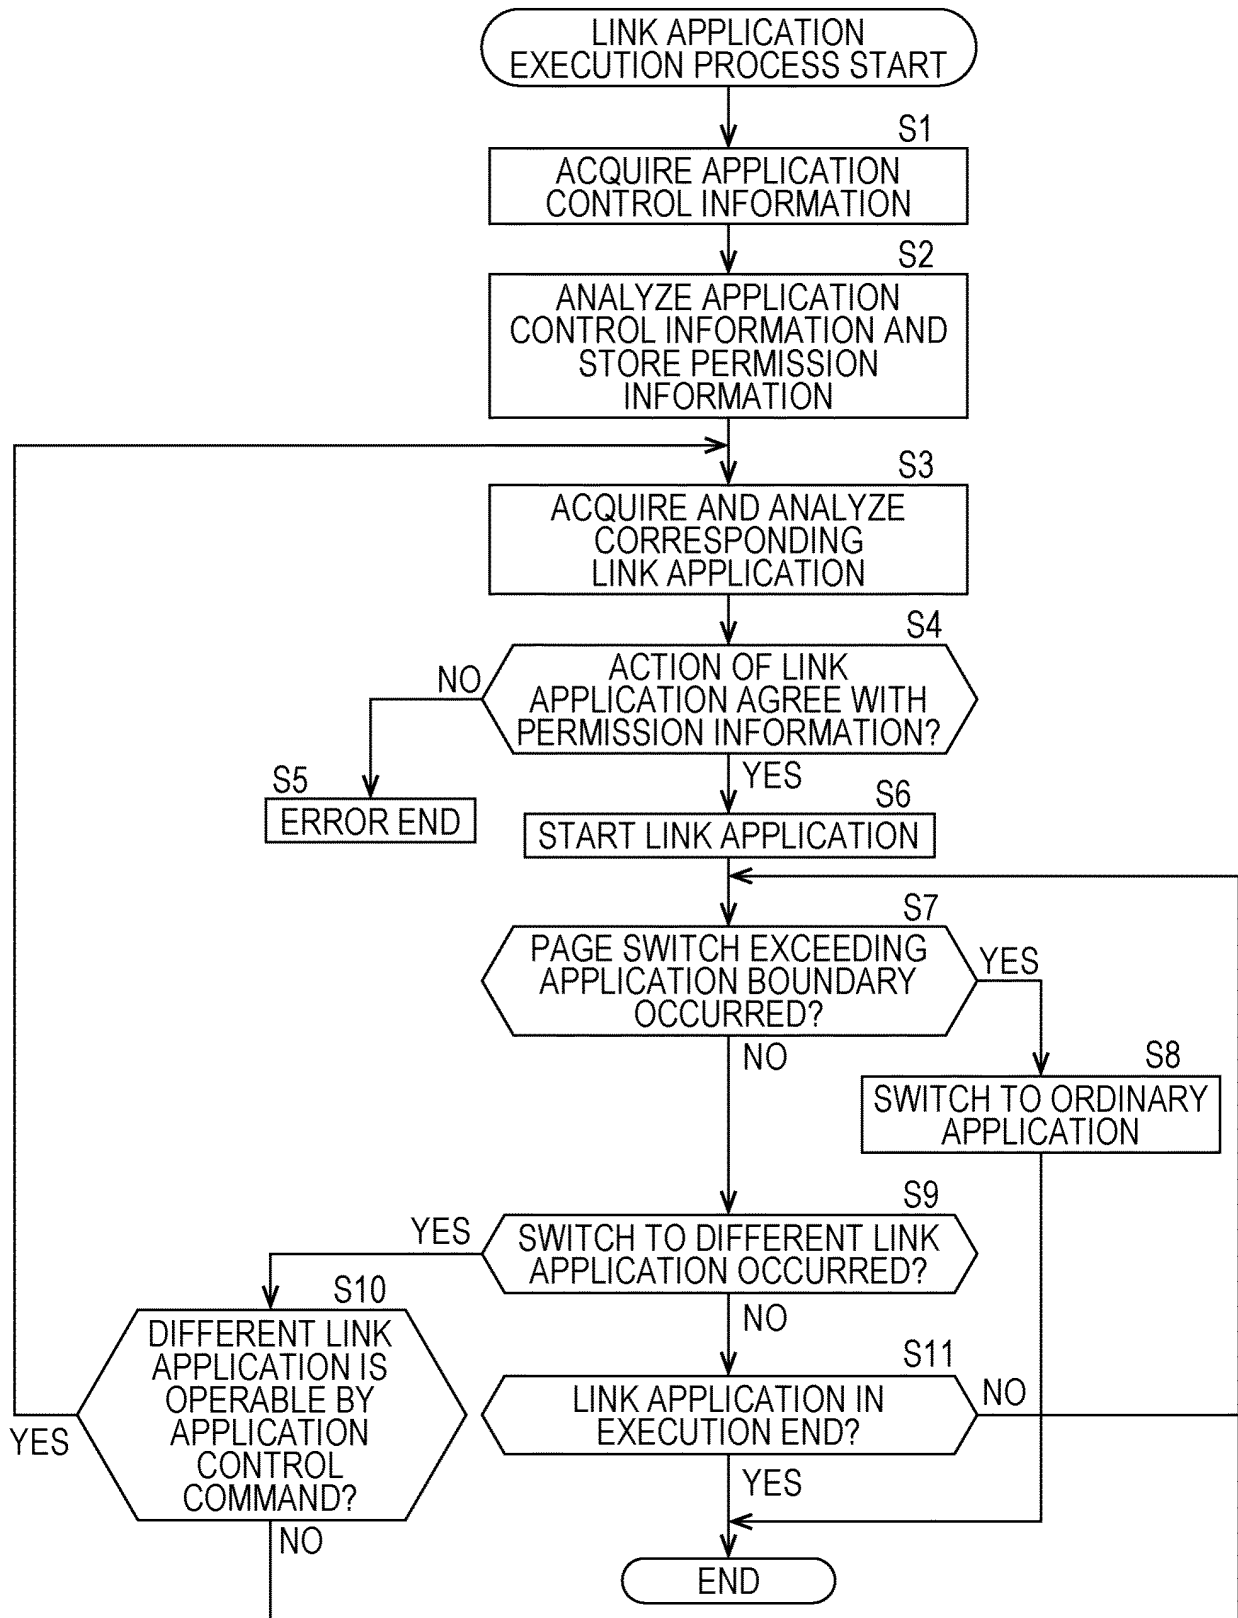 LINK APPLICATION
EXECUTION PROCESS START
S1
ACQUIRE APPLICATION
CONTROL INFORMATION
S2
ANALYZE APPLICATION
CONTROL INFORMATION AND
STORE PERMISSION
INFORMATION
S3
ACQUIRE AND ANALYZE
CORRESPONDING
LINK APPLICATION
S4
ACTION OF LINK
APPLICATION AGREE WITH
PERMISSION INFORMATION?
NO
YES
S5
ERROR END
S6
START LINK APPLICATION
S7
PAGE SWITCH EXCEEDING
APPLICATION BOUNDARY
OCCURRED?
YES
NO
S8
SWITCH TO ORDINARY
APPLICATION
S9
SWITCH TO DIFFERENT LINK
APPLICATION OCCURRED?
YES
NO
S10
DIFFERENT LINK
APPLICATION IS
OPERABLE BY
APPLICATION
CONTROL
COMMAND?
YES
NO
S11
LINK APPLICATION IN
EXECUTION END?
NO
YES
END